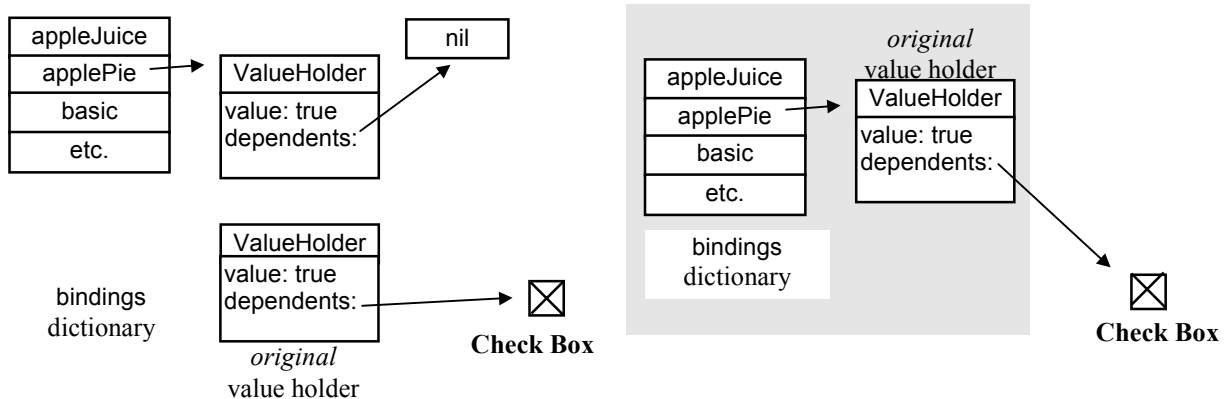 appleJuice
applePie
basic
etc.
ValueHolder
value: true
dependents:
nil
ValueHolder
value: true
dependents:
bindings
dictionary
original
value holder
Check Box
appleJuice
applePie
basic
etc.
bindings
dictionary
original
value holder
ValueHolder
value: true
dependents:
Check Box